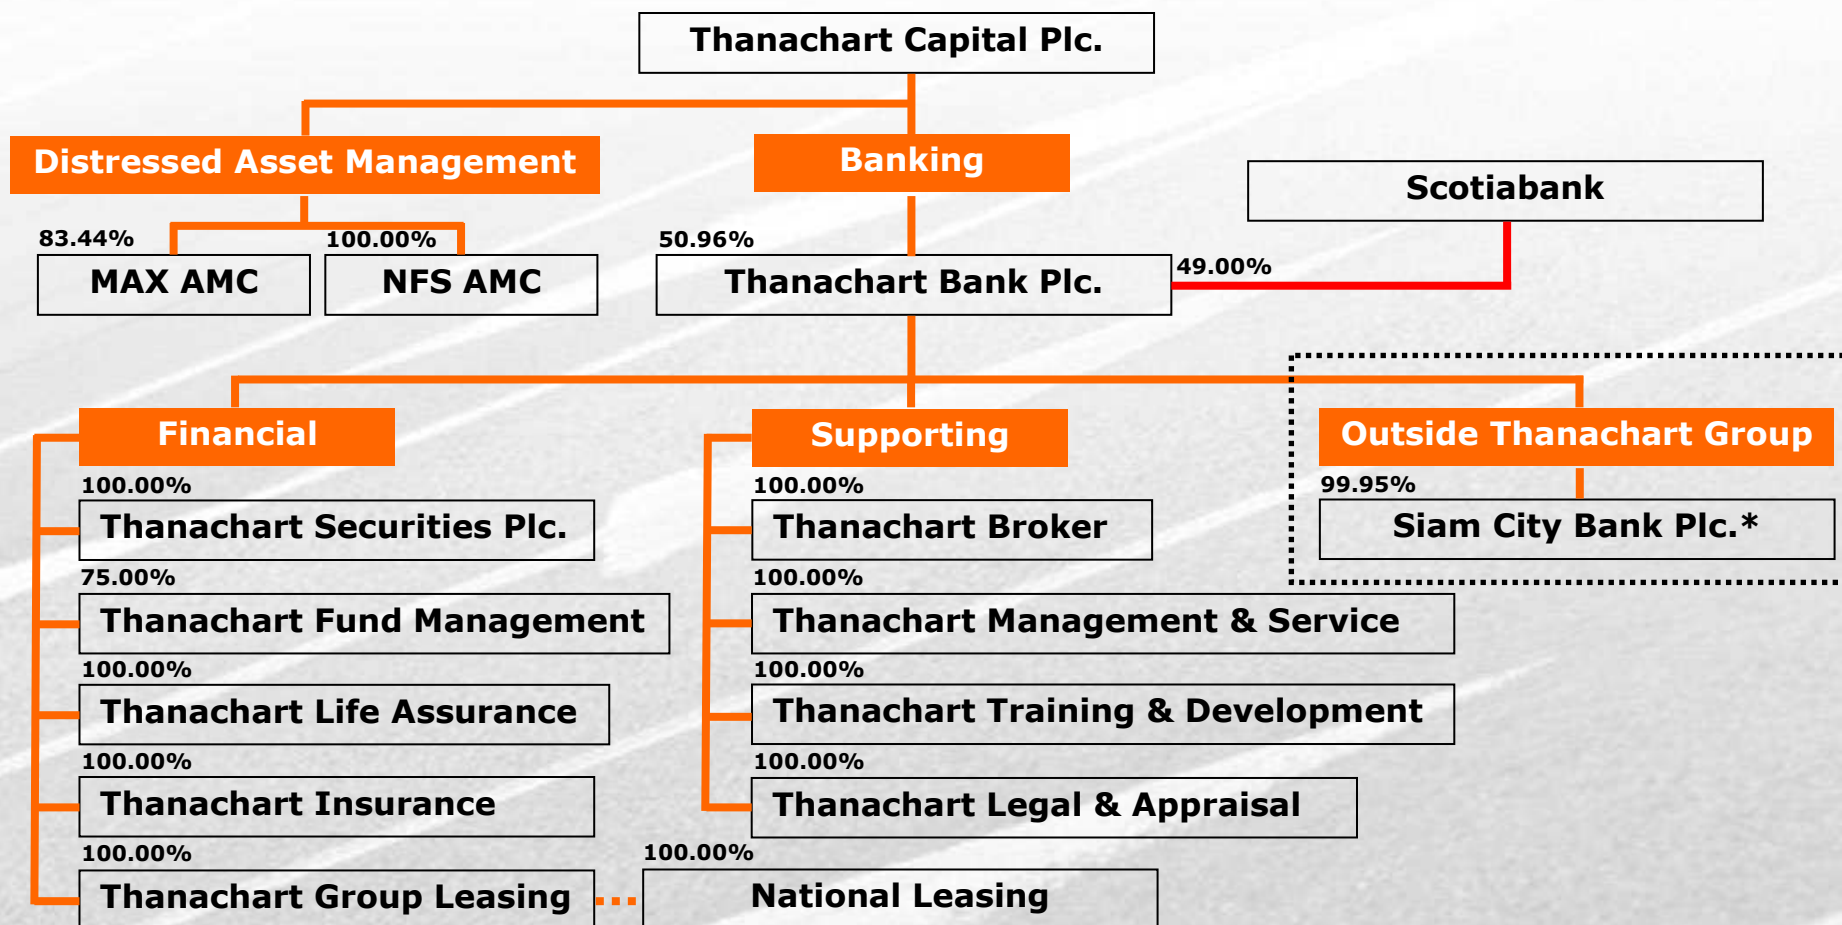 Thanachart Capital Plc.
Distressed Asset Management
Banking
Scotiabank
83.44%
100.00%
50.96%
49.00%
MAX AMC
NFS AMC
Thanachart Bank Plc.
Financial
Supporting
Outside Thanachart Group
100.00%
Thanachart Securities Plc.
75.00%
Thanachart Fund Management
100.00%
Thanachart Life Assurance
100.00%
Thanachart Insurance
100.00%
Thanachart Group Leasing
100.00%
National Leasing
100.00%
Thanachart Broker
100.00%
Thanachart Management & Service
100.00%
Thanachart Training & Development
100.00%
Thanachart Legal & Appraisal
99.95%
Siam City Bank Plc.*